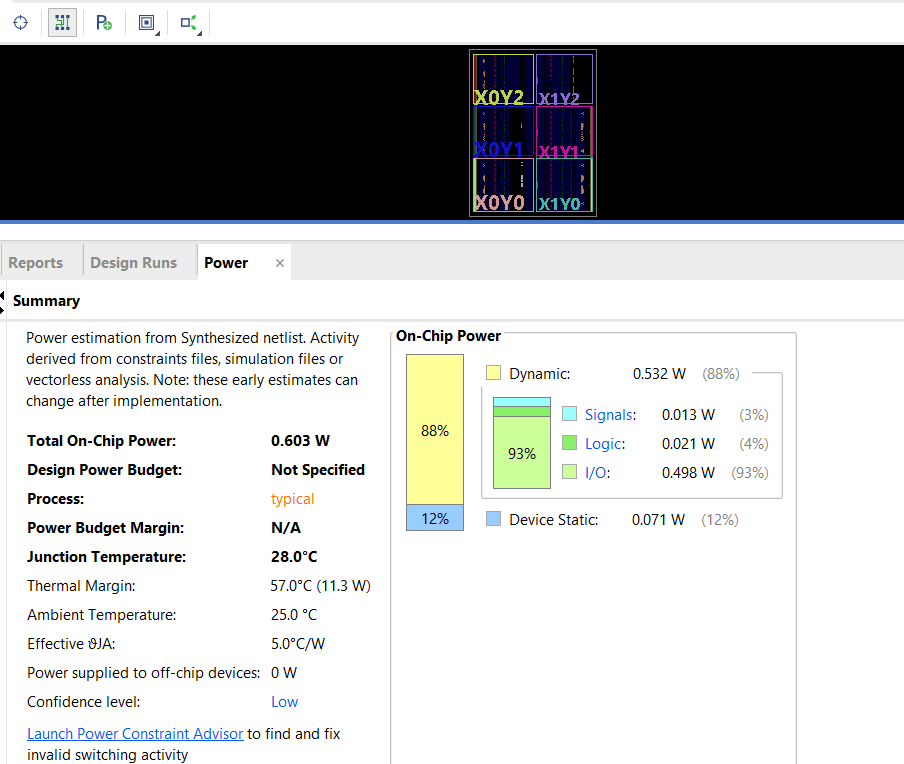 X0Y2 X1Y2
X0Y1 X1Y1
X0Y0 X1Y0
Reports Design Runs Power ×
Summary
Power estimation from Synthesized netlist. Activity
derived from constraints files, simulation files or
vectorless analysis. Note: these early estimates can
change after implementation.
Total On-Chip Power: 0.603 W
Design Power Budget: Not Specified
Process: typical
Power Budget Margin: N/A
Junction Temperature: 28.0°C
Thermal Margin: 57.0°C (11.3 W)
Ambient Temperature: 25.0 °C
Effective ϑJA: 5.0°C/W
Power supplied to off-chip devices: 0 W
Confidence level: Low
Launch Power Constraint Advisor to find and fix
invalid switching activity
On-Chip Power
88%
12%
Dynamic: 0.532 W (88%)
93%
Signals: 0.013 W (3%)
Logic: 0.021 W (4%)
I/O: 0.498 W (93%)
Device Static: 0.071 W (12%)